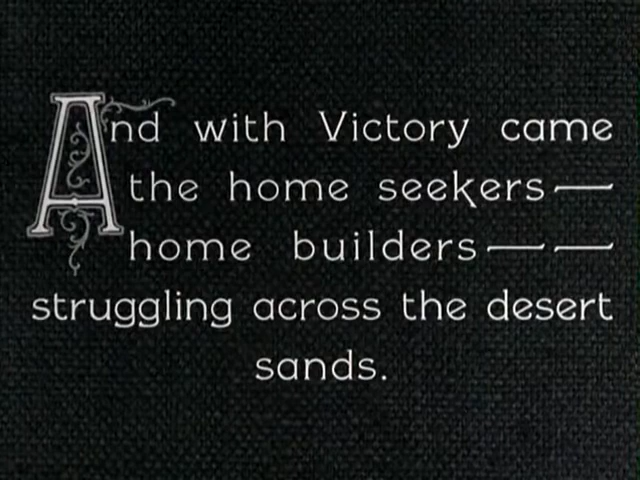 And with Victory came
the home seekers—
home builders— —
struggling across the desert
sands.